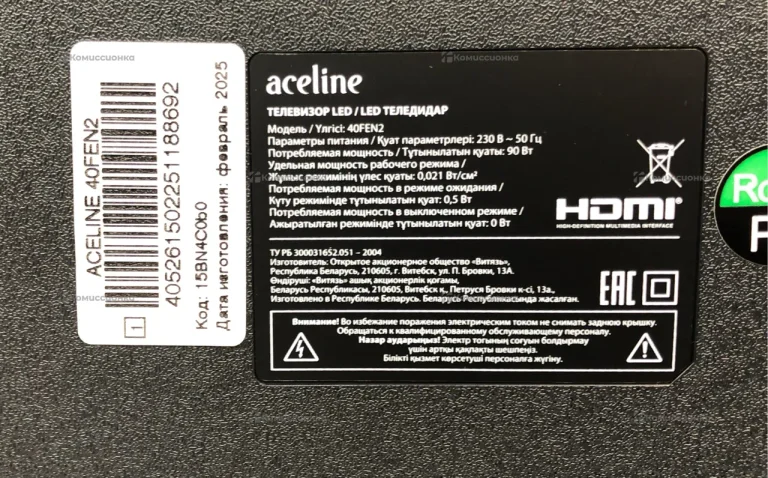 ACELINE 40FEN2
40526150225118869​2
Код: 15BN4C0b0
Дата изготовления: февраль 2025
1
aceline
ТЕЛЕВИЗОР LED / LED ТЕЛЕДИДАР
Модель / Үлгісі: 40FEN2
Параметры питания / Қуат параметрлері: 230 В ~ 50 Гц
Потребляемая мощность / Тұтынылатын қуаты: 90 Вт
Удельная мощность рабочего режима /
Жұмыс режимінің үлес қуаты: 0,021 Вт/см²
Потребляемая мощность в режиме ожидания /
Күту режимінде тұтынылатын қуат: 0,5 Вт
Потребляемая мощность в выключенном режиме /
Ажыратылған режимінде тұтынылатын қуат: 0 Вт
HDMI
HIGH-DEFINITION MULTIMEDIA INTERFACE
ТУ РБ 300031652.051 – 2004
Изготовитель: Открытое акционерное общество «Витязь»,
Республика Беларусь, 210605, г. Витебск, ул. П. Бровки, 13А.
Өндіруші: «Витязь» ашық акционерлік қоғамы,
Беларусь Республикасы, 210605, Витебск қ., Петруся Бровки к-сі, 13а.,
Изготовлено в Республике Беларусь. Беларусь Республикасында жасалған.
EAC
Внимание! Во избежание поражения электрическим током не снимать заднюю крышку.
Обращаться к квалифицированному обслуживающему персоналу.
Назар аударыңыз! Электр тогының соғуын болдырмау
үшін артқы қақпақты шешпеңіз.
Білікті қызмет көрсетуші персоналға жүгіну.
Ro
Комиссионка